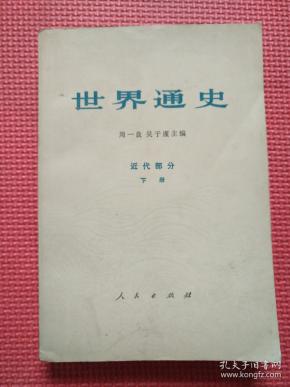 世界通史
周一良 吴于廑主编
近代部分
下册
人民出版社
孔夫子旧书网